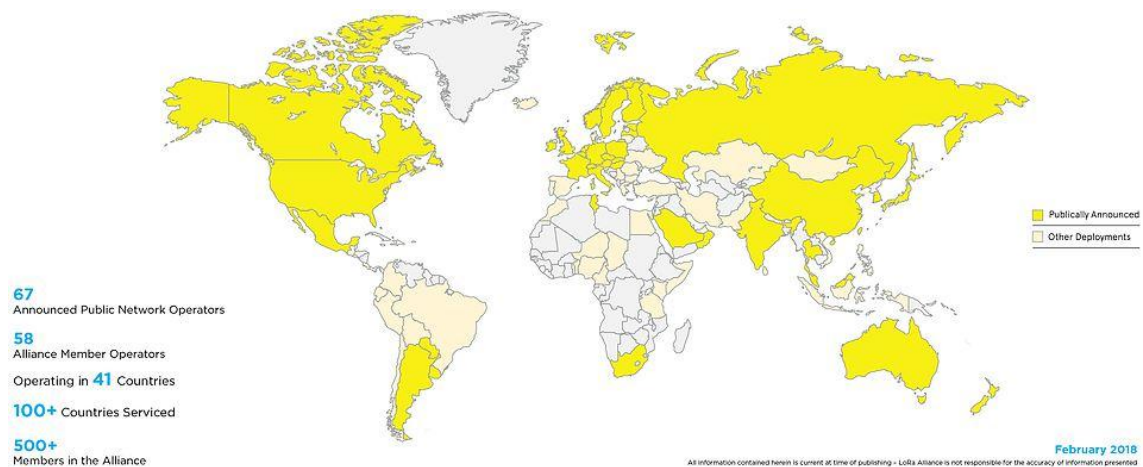 Publically Announced
Other Deployments
67
Announced Public Network Operators
58
Alliance Member Operators
Operating in 41 Countries
100+ Countries Serviced
500+
Members in the Alliance
February 2018
All information contained herein is current at time of publishing – LoRa Alliance is not responsible for the accuracy of information presented